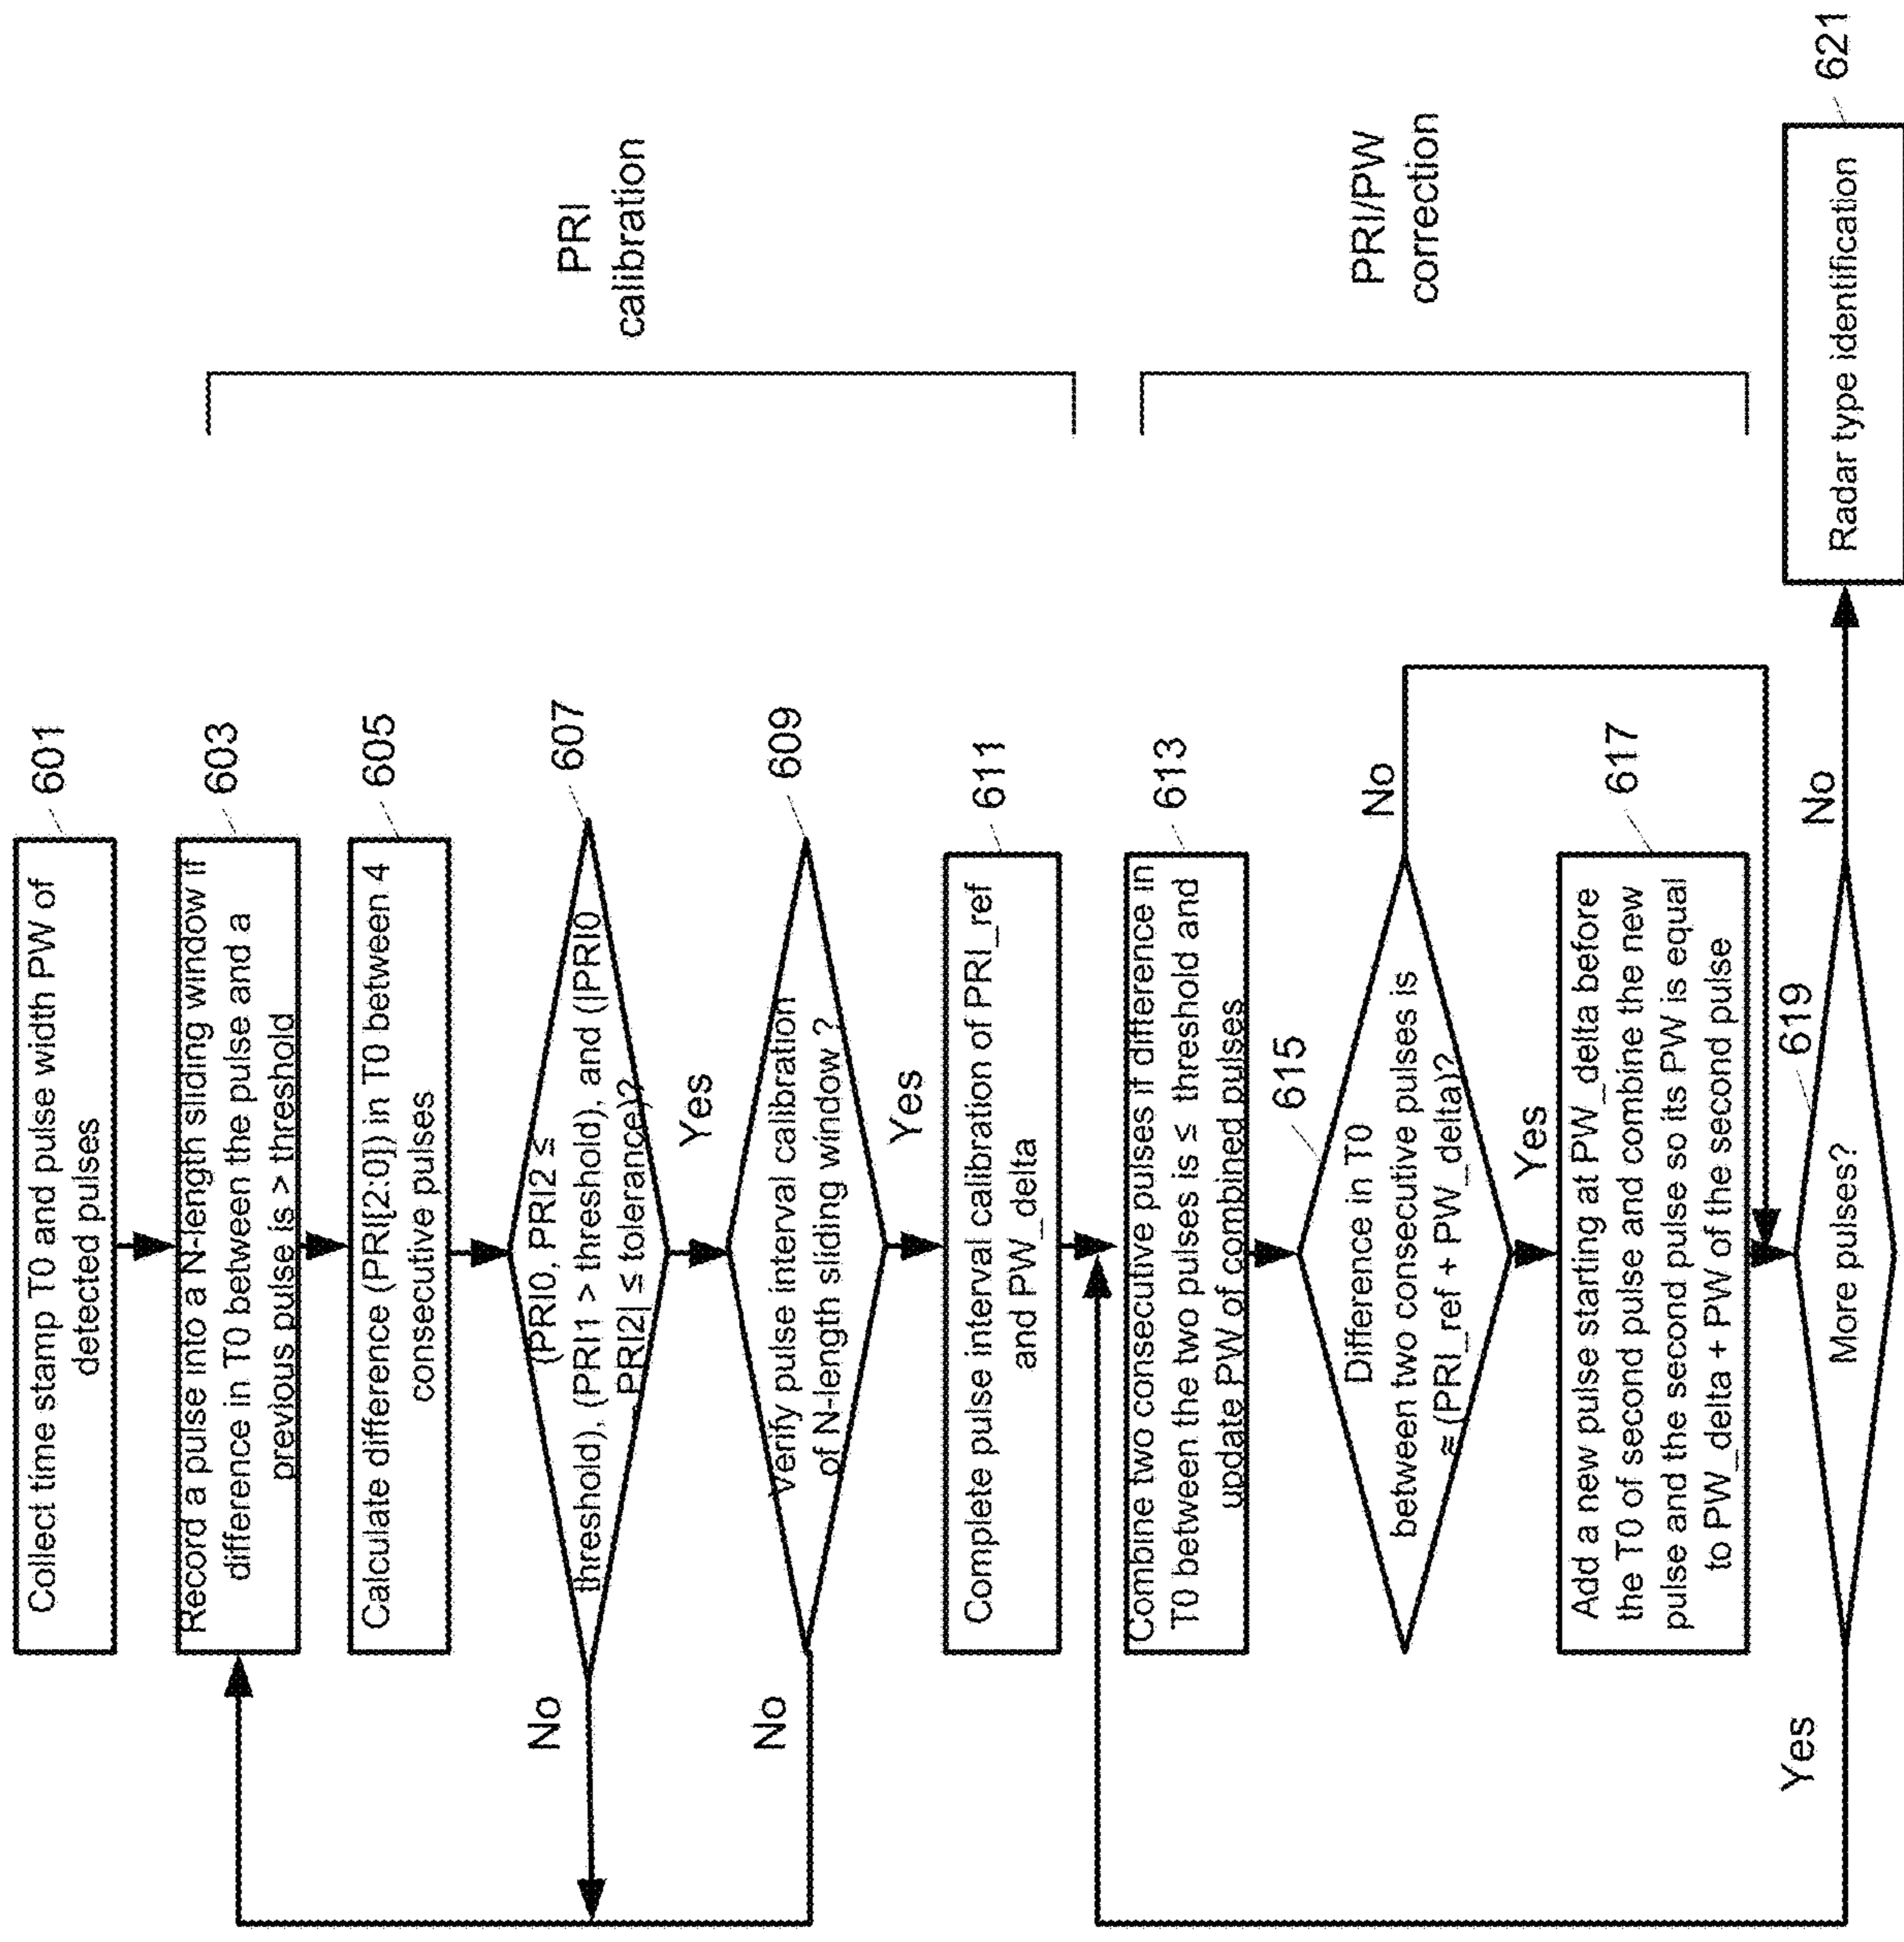 Collect time stamp T0 and pulse width PW of
detected pulses
601
Record a pulse into a N-length sliding window if
difference in T0 between the pulse and a
previous pulse is > threshold
603
Calculate difference (PRI[2:0]) in T0 between 4
consecutive pulses
605
(PRI0, PRI2 ≤
threshold), (PRI1 > threshold), and (|PRI0
_PRI2| ≤ tolerance)?
607
No
Yes
Verify pulse interval calibration
of N-length sliding window ?
609
No
Yes
Complete pulse interval calibration of PRI_ref
and PW_delta
611
PRI
calibration
Combine two consecutive pulses if difference in
T0 between the two pulses is ≤ threshold and
update PW of combined pulses
613
Difference in T0
between two consecutive pulses is
≈ (PRI_ref + PW_delta)?
615
No
Yes
Add a new pulse starting at PW_delta before
the T0 of second pulse and combine the new
pulse and the second pulse so its PW is equal
to PW_delta + PW of the second pulse
617
PRI/PW
correction
More pulses?
619
Yes
No
Radar type identification
621